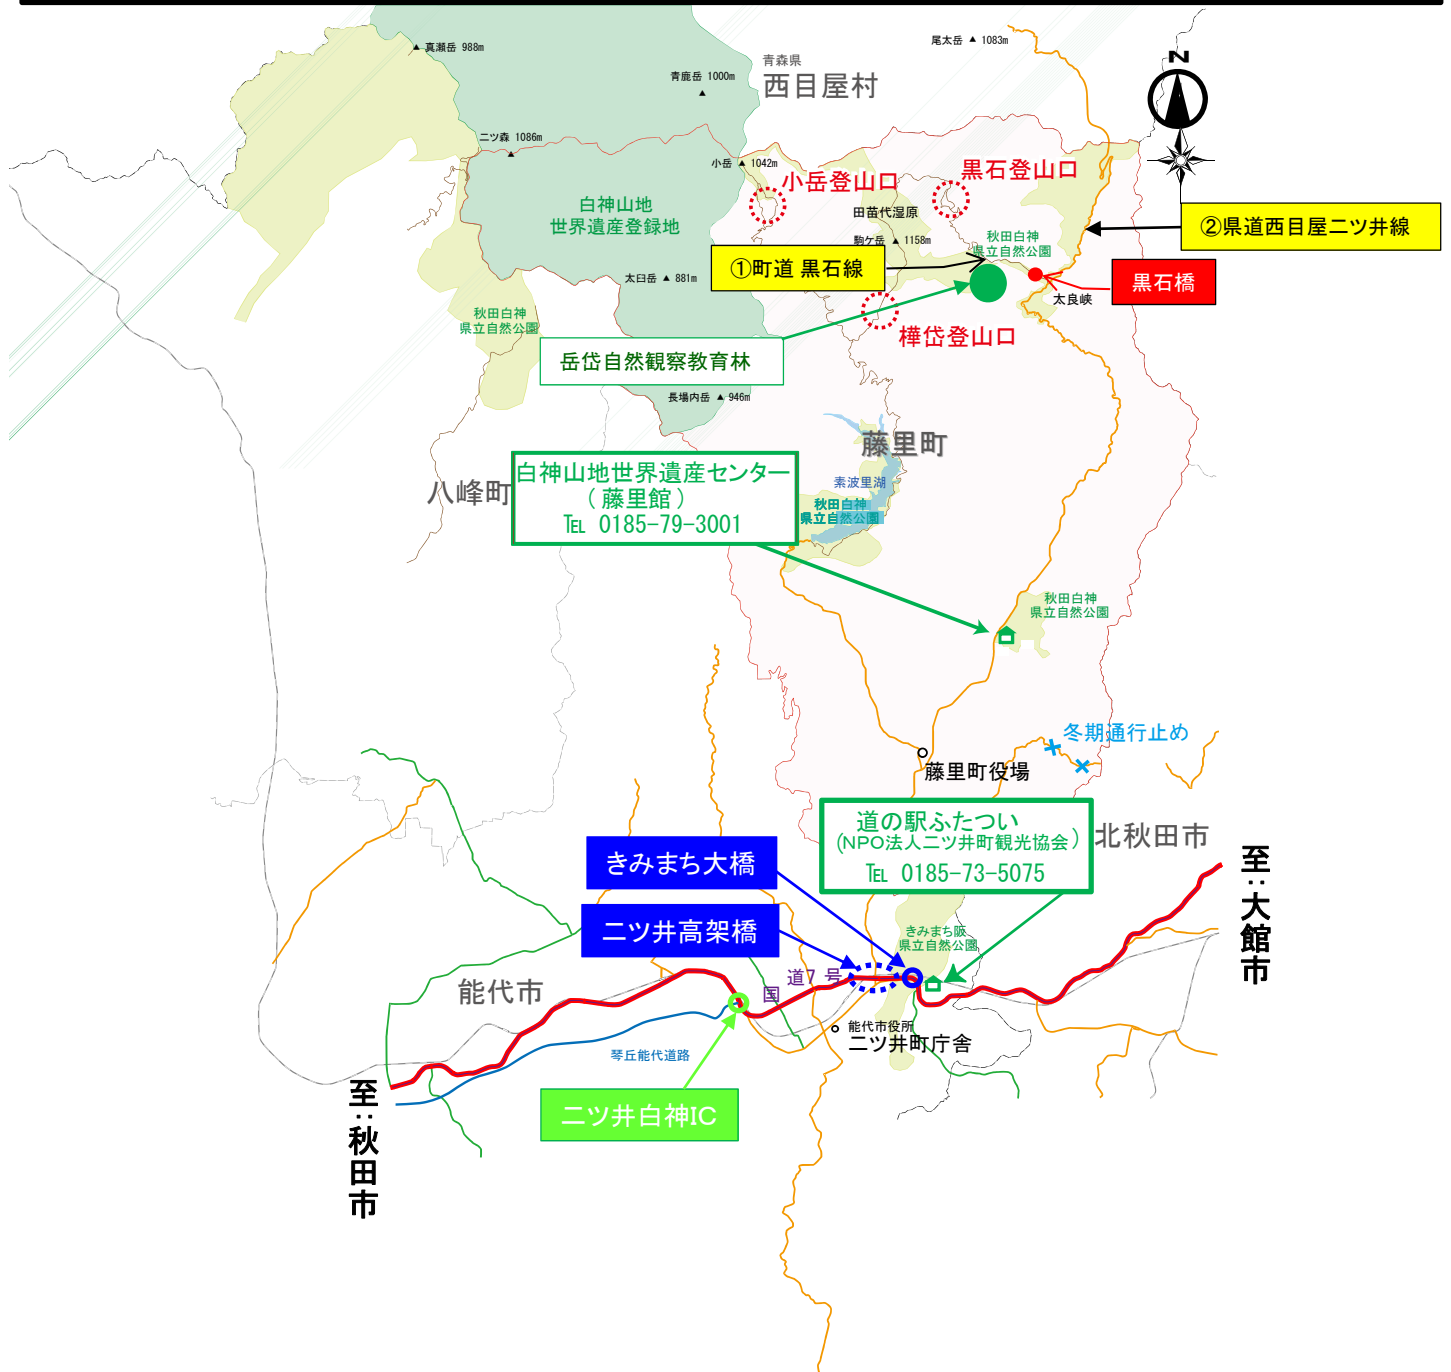 真瀬岳 988m
尾太岳 1083m
青森県
西目屋村
青鹿岳 1000m
N
二ツ森 1086m
小岳 1042m
小岳登山口
黒石登山口
白神山地
世界遺産登録地
田苗代湿原
②県道西目屋二ツ井線
駒ケ岳 1158m
秋田白神
県立自然公園
①町道 黒石線
太臼岳 881m
黒石橋
太良峡
秋田白神
県立自然公園
樺岱登山口
岳岱自然観察教育林
長場内岳 946m
藤里町
白神山地世界遺産センター
（ 藤里館 ）
℡ 0185-79-3001
八峰町
素波里湖
秋田白神
県立自然公園
秋田白神
県立自然公園
冬期通行止め
藤里町役場
道の駅ふたつい
(NPO法人二ツ井町観光協会)
℡ 0185-73-5075
北秋田市
きみまち大橋
至：大館市
二ツ井高架橋
きみまち阪
県立自然公園
能代市
国道7号
能代市役所
二ツ井町庁舎
琴丘能代道路
至：秋田市
二ツ井白神IC